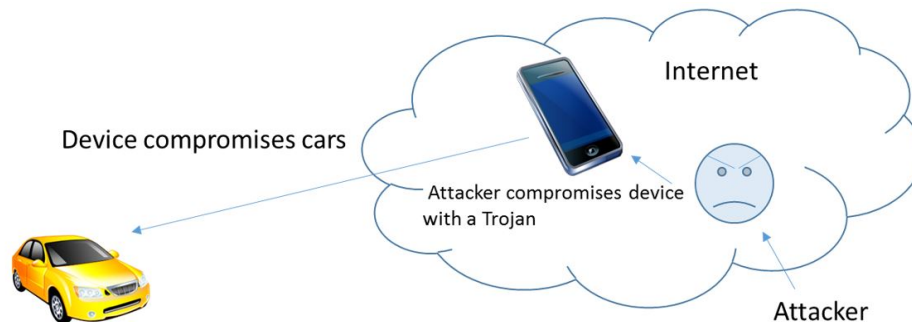 Internet
Device compromises cars
Attacker compromises device
with a Trojan
Attacker